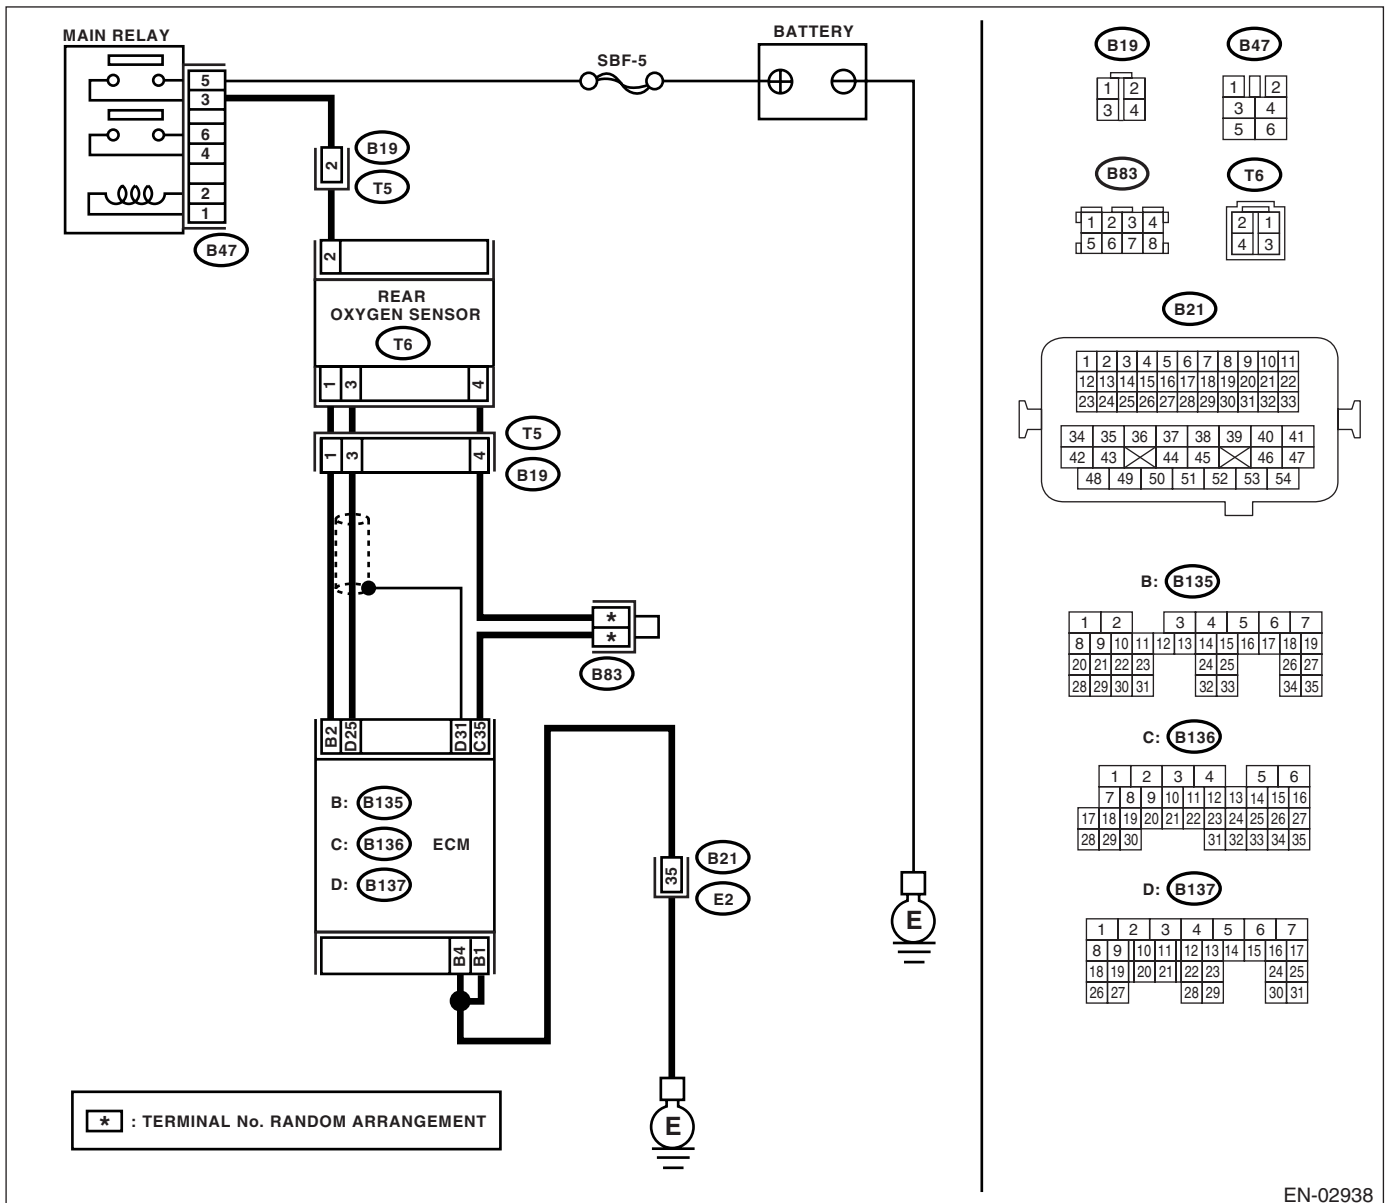 MAIN RELAY
5
3
6
4
2
1
B47
SBF-5
BATTERY
2
B19
T5
2
REAR
OXYGEN SENSOR
T6
1 3 4
T5
1 3 4
B19
*
*
B83
B2 D25 D31 C35
B: B135
C: B136 ECM
D: B137
B4 B1
35
B21
E2
E
E
* : TERMINAL No. RANDOM ARRANGEMENT
B19
1 2
3 4
B47
1 2
3 4
5 6
B83
1 2 3 4
5 6 7 8
T6
2 1
4 3
B21
1 2 3 4 5 6 7 8 9 10 11
12 13 14 15 16 17 18 19 20 21 22
23 24 25 26 27 28 29 30 31 32 33
34 35 36 37 38 39 40 41
42 43 44 45 46 47
48 49 50 51 52 53 54
B: B135
1 2 3 4 5 6 7
8 9 10 11 12 13 14 15 16 17 18 19
20 21 22 23 24 25 26 27
28 29 30 31 32 33 34 35
C: B136
1 2 3 4 5 6
7 8 9 10 11 12 13 14 15 16
17 18 19 20 21 22 23 24 25 26 27
28 29 30 31 32 33 34 35
D: B137
1 2 3 4 5 6 7
8 9 10 11 12 13 14 15 16 17
18 19 20 21 22 23 24 25
26 27 28 29 30 31
EN-02938